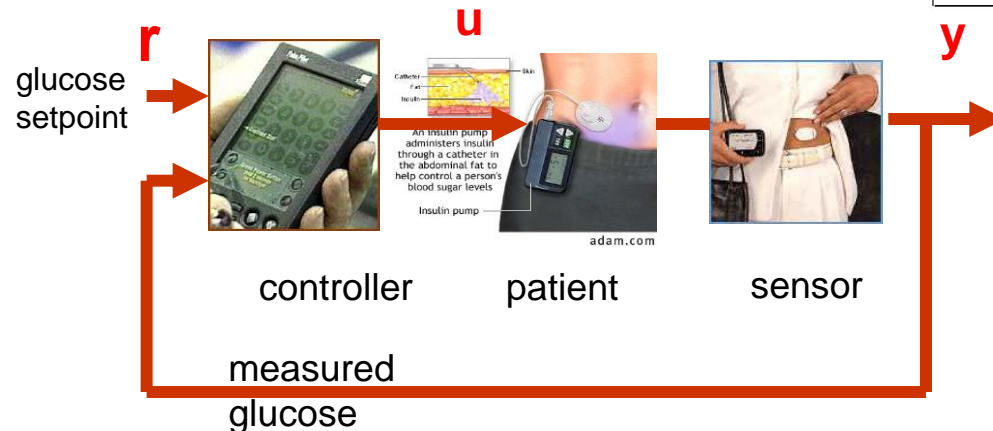 r
u
y
glucose
setpoint
Catheter
Fat
Insulin
Skin
An insulin pump
administers insulin
through a catheter in
the abdominal fat to
help control a person's
blood sugar levels
Insulin pump
adam.com
controller
patient
sensor
measured
glucose